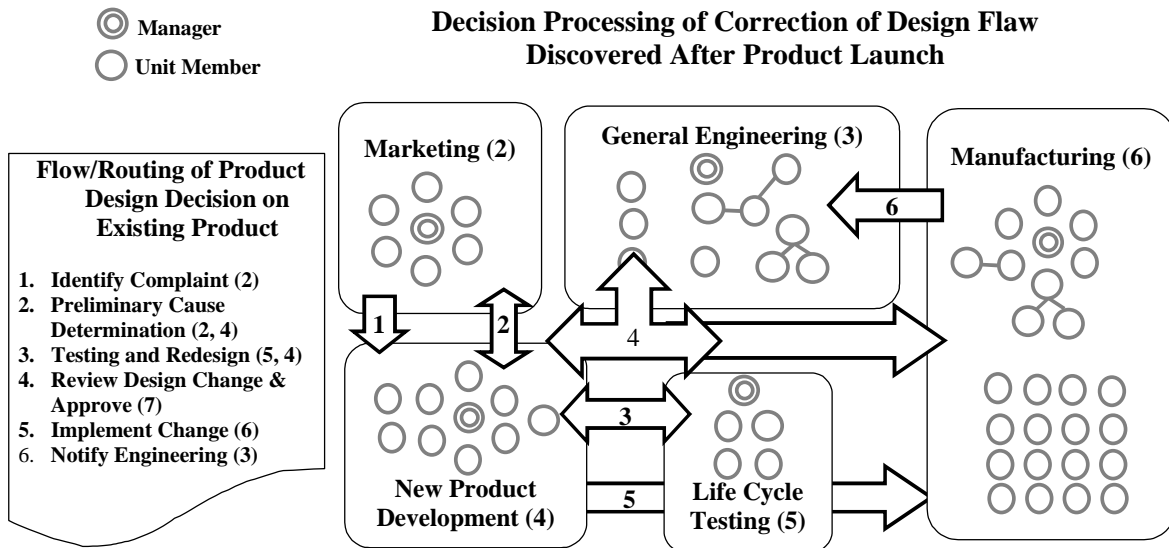 Manager
Unit Member
Decision Processing of Correction of Design Flaw
Discovered After Product Launch
Flow/Routing of Product
Design Decision on
Existing Product
1. Identify Complaint (2)
2. Preliminary Cause
Determination (2, 4)
3. Testing and Redesign (5, 4)
4. Review Design Change &
Approve (7)
5. Implement Change (6)
6. Notify Engineering (3)
Marketing (2)
General Engineering (3)
Manufacturing (6)
6
1
2
4
3
New Product
Development (4)
5
Life Cycle
Testing (5)